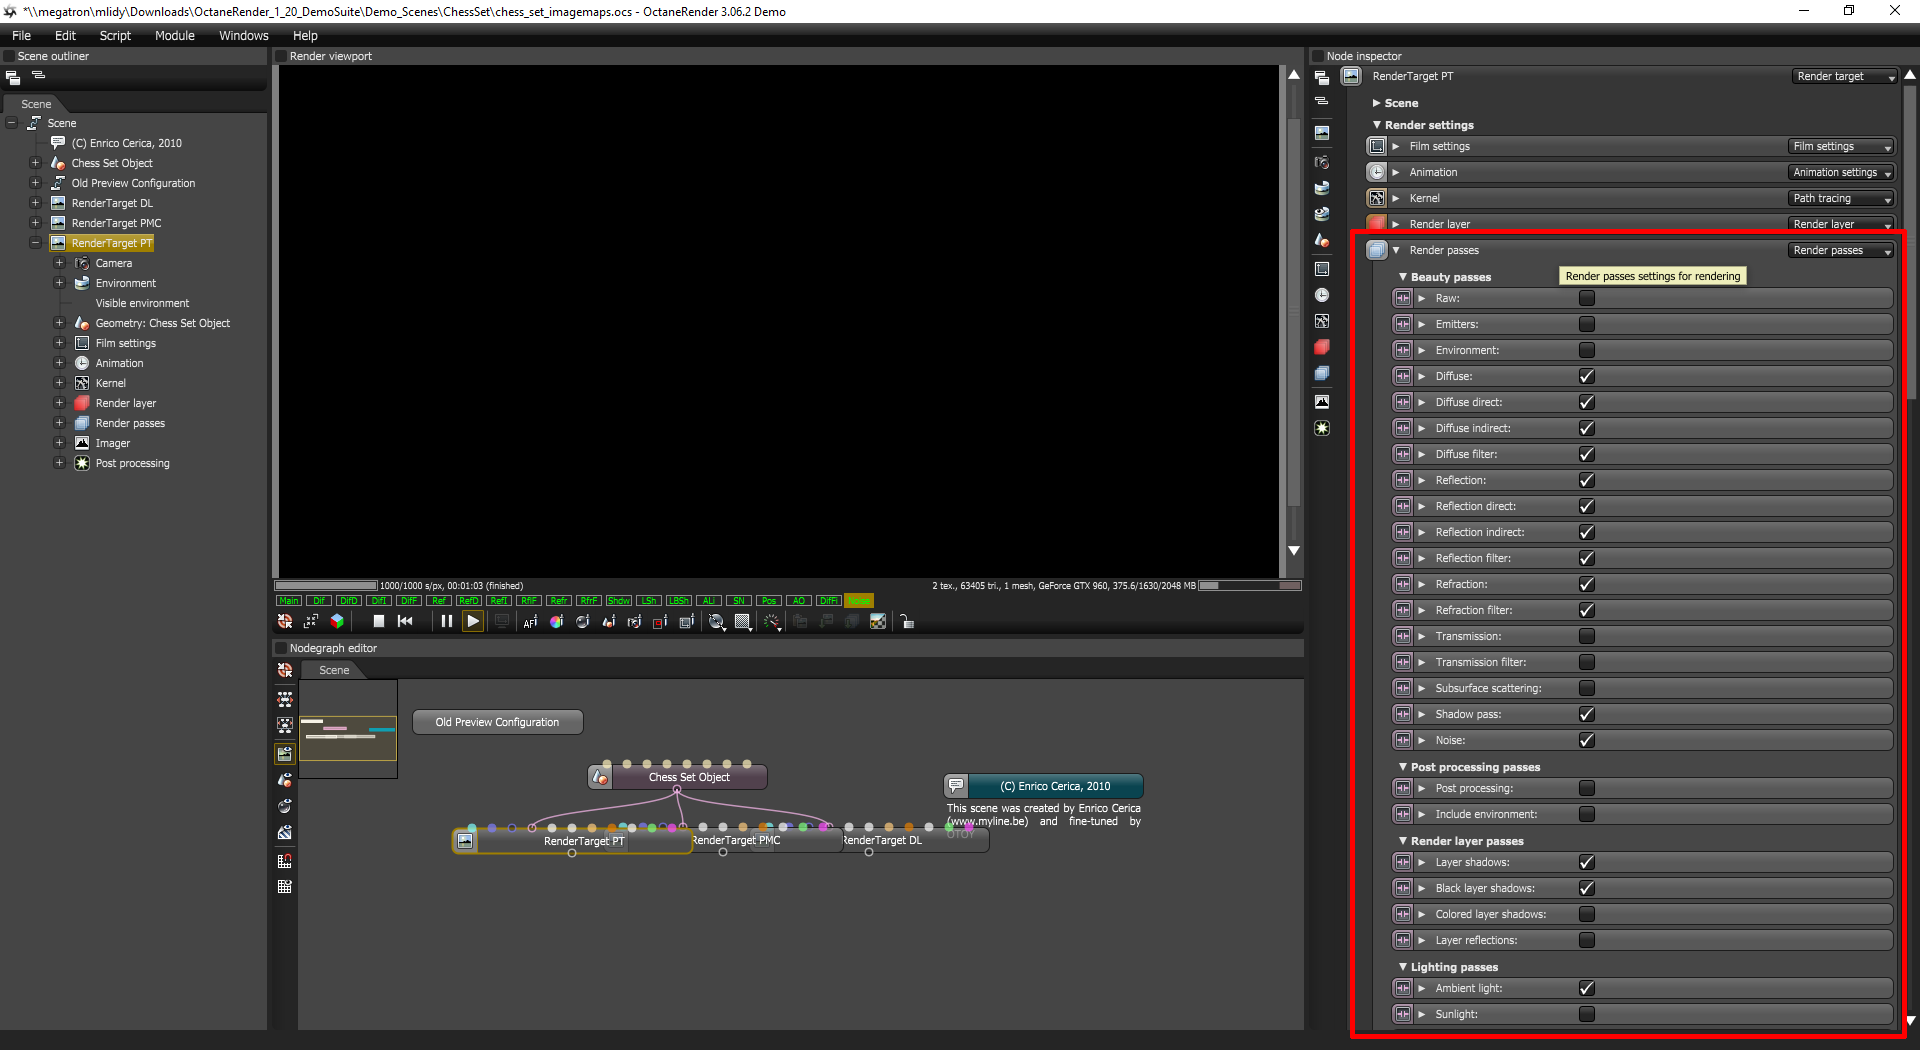 *\\megatron\mlidy\Downloads\OctaneRender_1_20_DemoSuite\Demo_Scenes\ChessSet\chess_set_imagemaps.ocs - OctaneRender 3.06.2 Demo
File Edit Script Module Windows Help
Scene outliner
Scene
Scene
(C) Enrico Cerica, 2010
Chess Set Object
Old Preview Configuration
RenderTarget DL
RenderTarget PMC
RenderTarget PT
Camera
Environment
Visible environment
Geometry: Chess Set Object
Film settings
Animation
Kernel
Render layer
Render passes
Imager
Post processing
Render viewport
1000/1000 s/px, 00:01:03 (finished)
2 tex., 63405 tri., 1 mesh, GeForce GTX 960, 375.6/1630/2048 MB
Main Dif DifD DifI DifF Ref RefD RefI RflF Refr RfrF Shdw LSh LBSh ALi SN Pos AO DiffFi Noise
AF
Nodegraph editor
Scene
Old Preview Configuration
Chess Set Object
(C) Enrico Cerica, 2010
This scene was created by Enrico Cerica
(www.myline.be) and fine-tuned by
OTOY
RenderTarget PT
RenderTarget PMC
RenderTarget DL
Node inspector
RenderTarget PT Render target
Scene
Render settings
Film settings Film settings
Animation Animation settings
Kernel Path tracing
Render layer Render layer
Render passes Render passes
Render passes settings for rendering
Beauty passes
Raw:
Emitters:
Environment:
Diffuse:
Diffuse direct:
Diffuse indirect:
Diffuse filter:
Reflection:
Reflection direct:
Reflection indirect:
Reflection filter:
Refraction:
Refraction filter:
Transmission:
Transmission filter:
Subsurface scattering:
Shadow pass:
Noise:
Post processing passes
Post processing:
Include environment:
Render layer passes
Layer shadows:
Black layer shadows:
Colored layer shadows:
Layer reflections:
Lighting passes
Ambient light:
Sunlight: